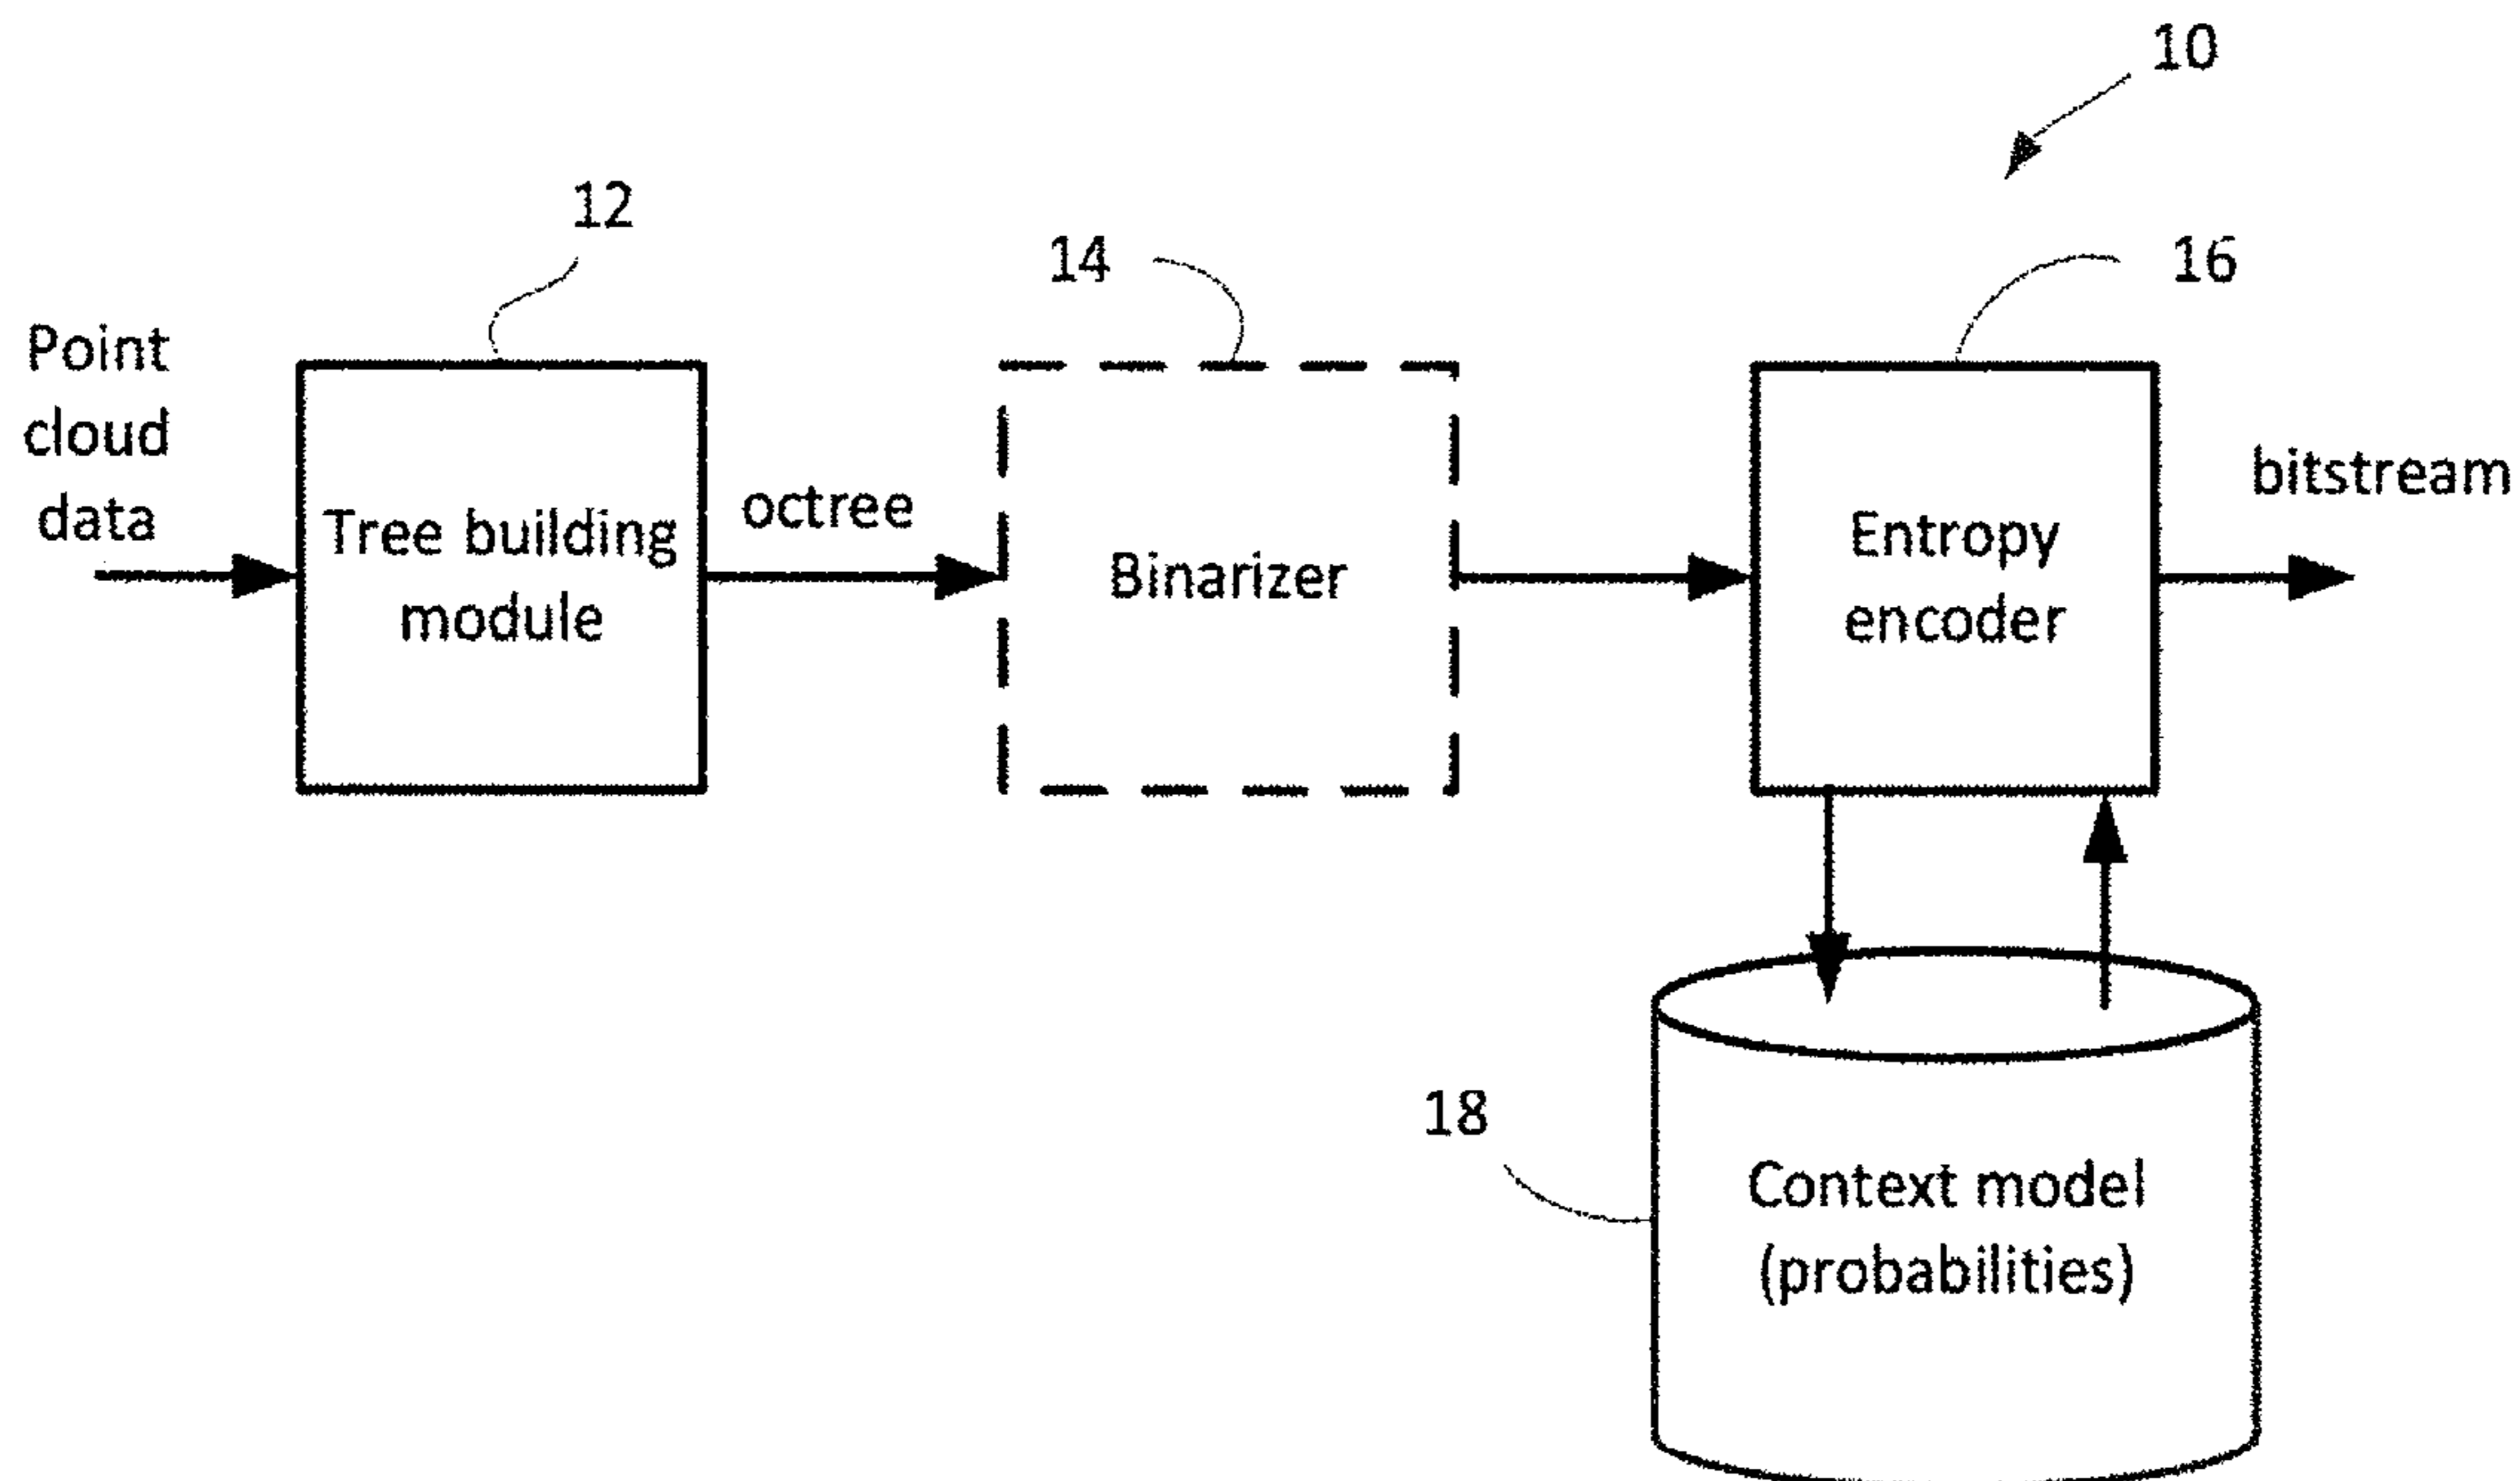 10
12
14
16
Point
cloud
data
Tree building
module
octree
Binarizer
Entropy
encoder
bitstream
18
Context model
(probabilities)